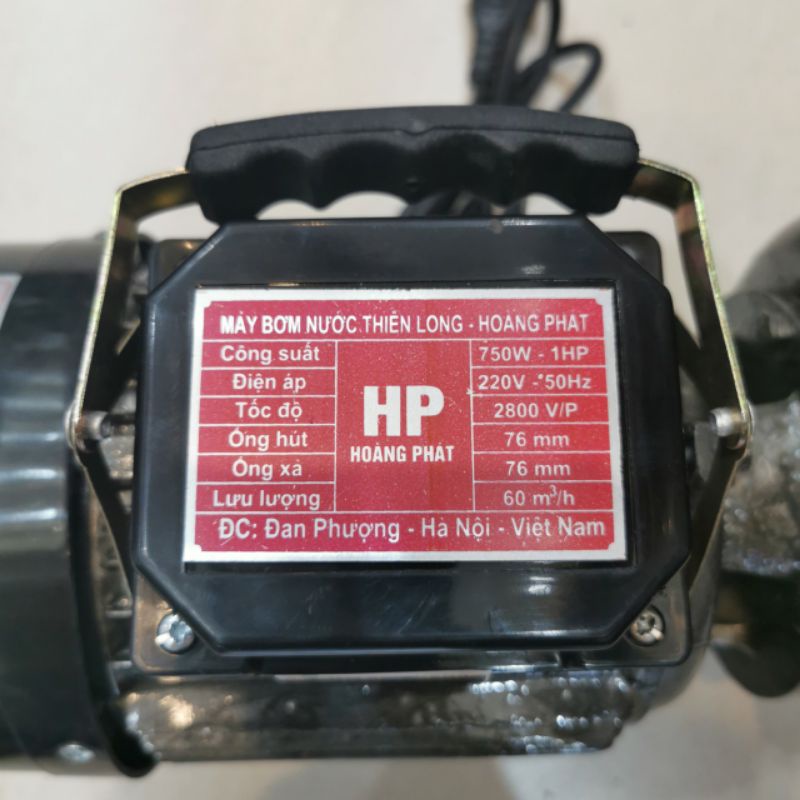 MÁY BƠM NƯỚC THIÊN LONG - HOÀNG PHÁT
Công suất 750W - 1HP
Điện áp 220V - 50Hz
Tốc độ 2800 V/P
Ống hút 76 mm
Ống xả 76 mm
Lưu lượng 60 m³/h
HP
HOÀNG PHÁT
ĐC: Đan Phượng - Hà Nội - Việt Nam